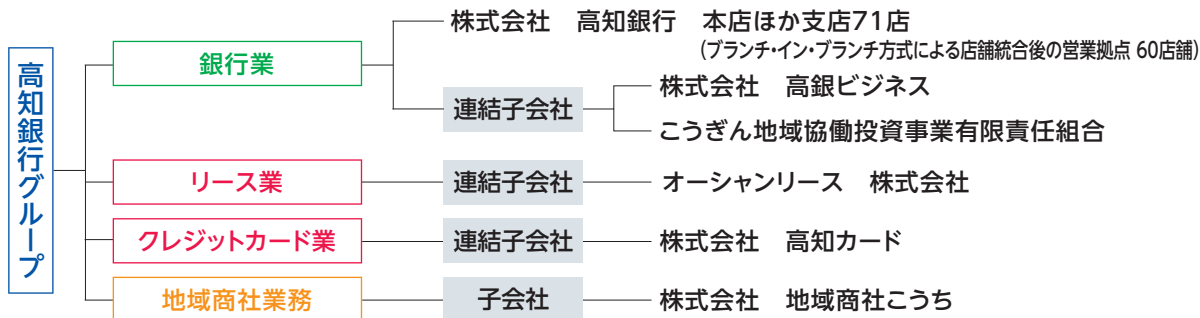 高知銀行グループ
銀行業
株式会社　高知銀行　本店ほか支店71店
（ブランチ・イン・ブランチ方式による店舗統合後の営業拠点 60店舗）
連結子会社
株式会社　高銀ビジネス
こうぎん地域協働投資事業有限責任組合
リース業
連結子会社
オーシャンリース　株式会社
クレジットカード業
連結子会社
株式会社　高知カード
地域商社業務
子会社
株式会社　地域商社こうち